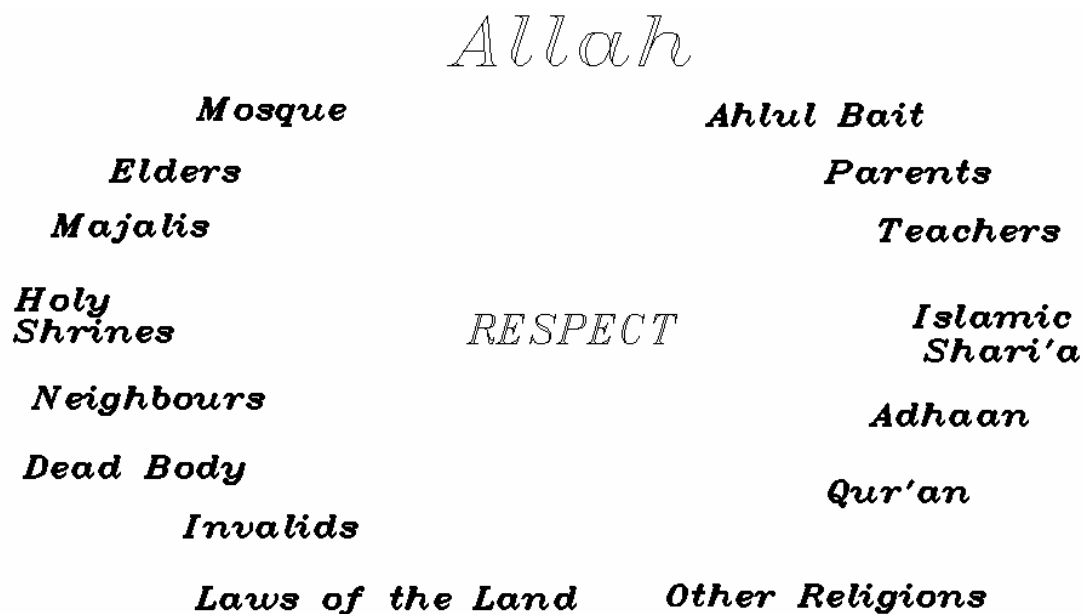 Allah
Mosque
Ahlul Bait
Elders
Parents
Majalis
Teachers
Holy
Shrines
RESPECT
Islamic
Shari'a
Neighbours
Adhaan
Dead Body
Qur'an
Invalids
Laws of the Land
Other Religions